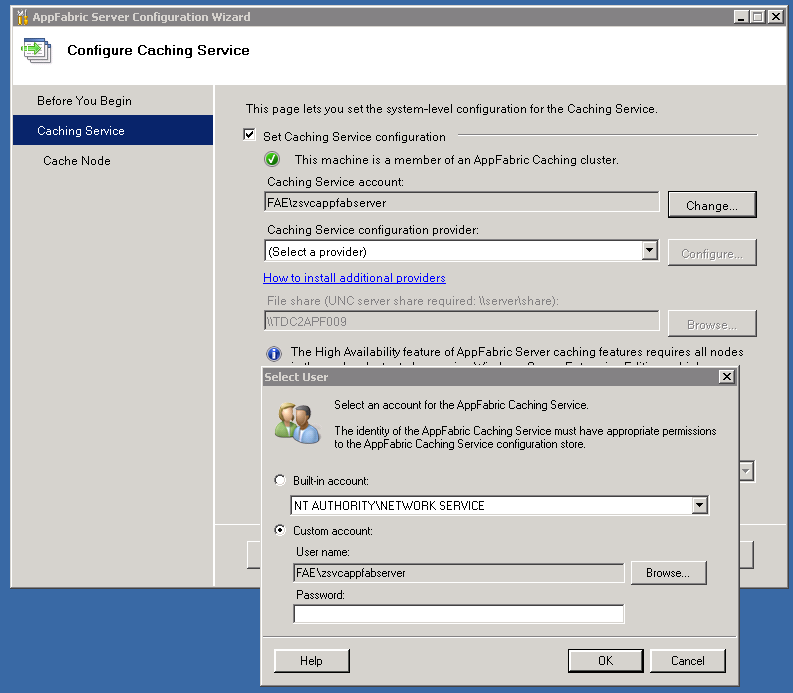 AppFabric Server Configuration Wizard
Configure Caching Service
Before You Begin
Caching Service
Cache Node
This page lets you set the system-level configuration for the Caching Service.
Set Caching Service configuration
This machine is a member of an AppFabric Caching cluster.
Caching Service account:
FAE\zsvcappfabserver
Change...
Caching Service configuration provider:
(Select a provider)
Configure...
How to install additional providers
File share (UNC server share required: \\server\share):
\\TDC2APF009
Browse...
The High Availability feature of AppFabric Server caching features requires all nodes
Select User
Select an account for the AppFabric Caching Service.
The identity of the AppFabric Caching Service must have appropriate permissions
to the AppFabric Caching Service configuration store.
Built-in account:
NT AUTHORITY\NETWORK SERVICE
Custom account:
User name:
FAE\zsvcappfabserver
Browse...
Password:
Help
OK
Cancel